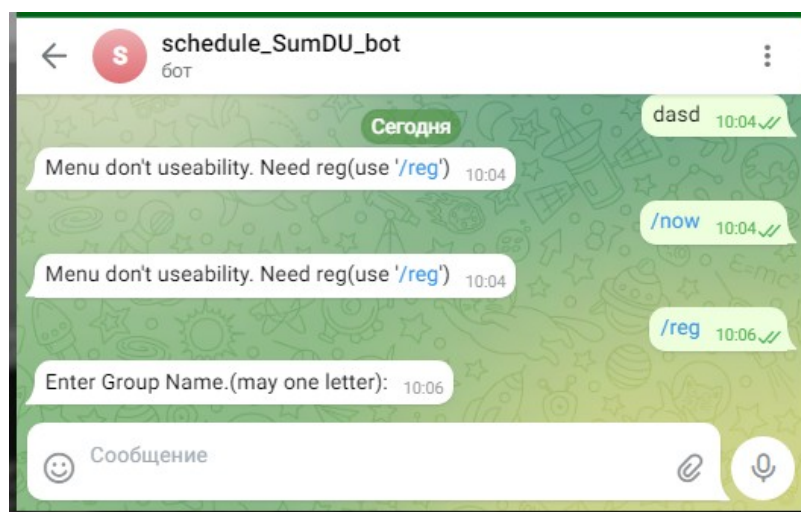 S
schedule_SumDU_bot
бот
dasd 10:04
Сегодня
Menu don't useability. Need reg(use '/reg') 10:04
/now 10:04
Menu don't useability. Need reg(use '/reg') 10:04
/reg 10:06
Enter Group Name.(may one letter): 10:06
Сообщение